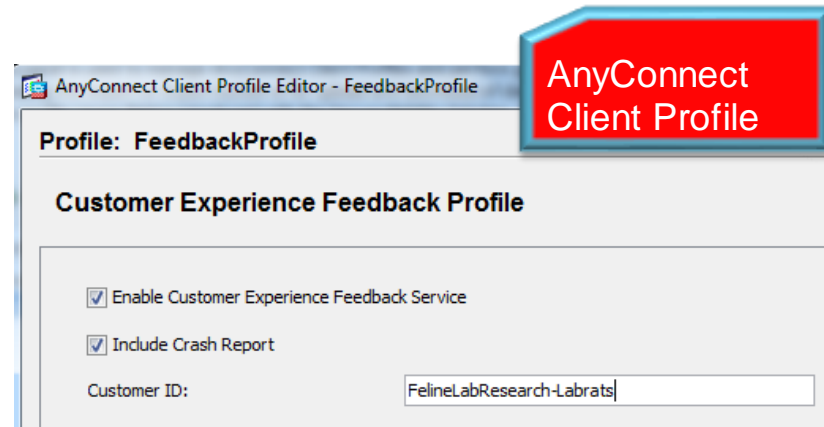 AnyConnect Client Profile Editor - FeedbackProfile
AnyConnect
Client Profile
Profile: FeedbackProfile
Customer Experience Feedback Profile
Enable Customer Experience Feedback Service
Include Crash Report
Customer ID:
FelineLabResearch-Labrats